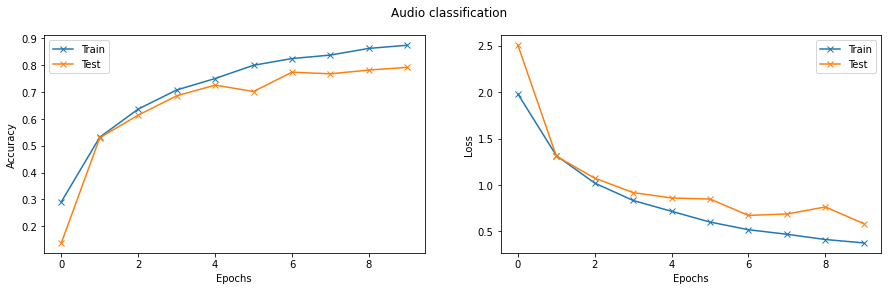 Audio classification
Accuracy
0.9
0.8
0.7
0.6
0.5
0.4
0.3
0.2
Train
Test
0 2 4 6 8
Epochs
Loss
2.5
2.0
1.5
1.0
0.5
Train
Test
0 2 4 6 8
Epochs